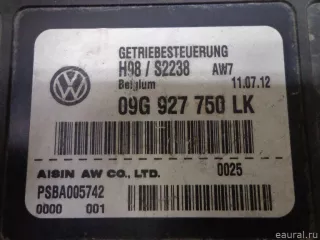 GETRIEBESTEUERUNG
H98 / S2238 AW7
Belgium 11.07.12
09G 927 750 LK
AISIN AW CO., LTD. 0025
PSBA005742
0000 001
eaural.ru